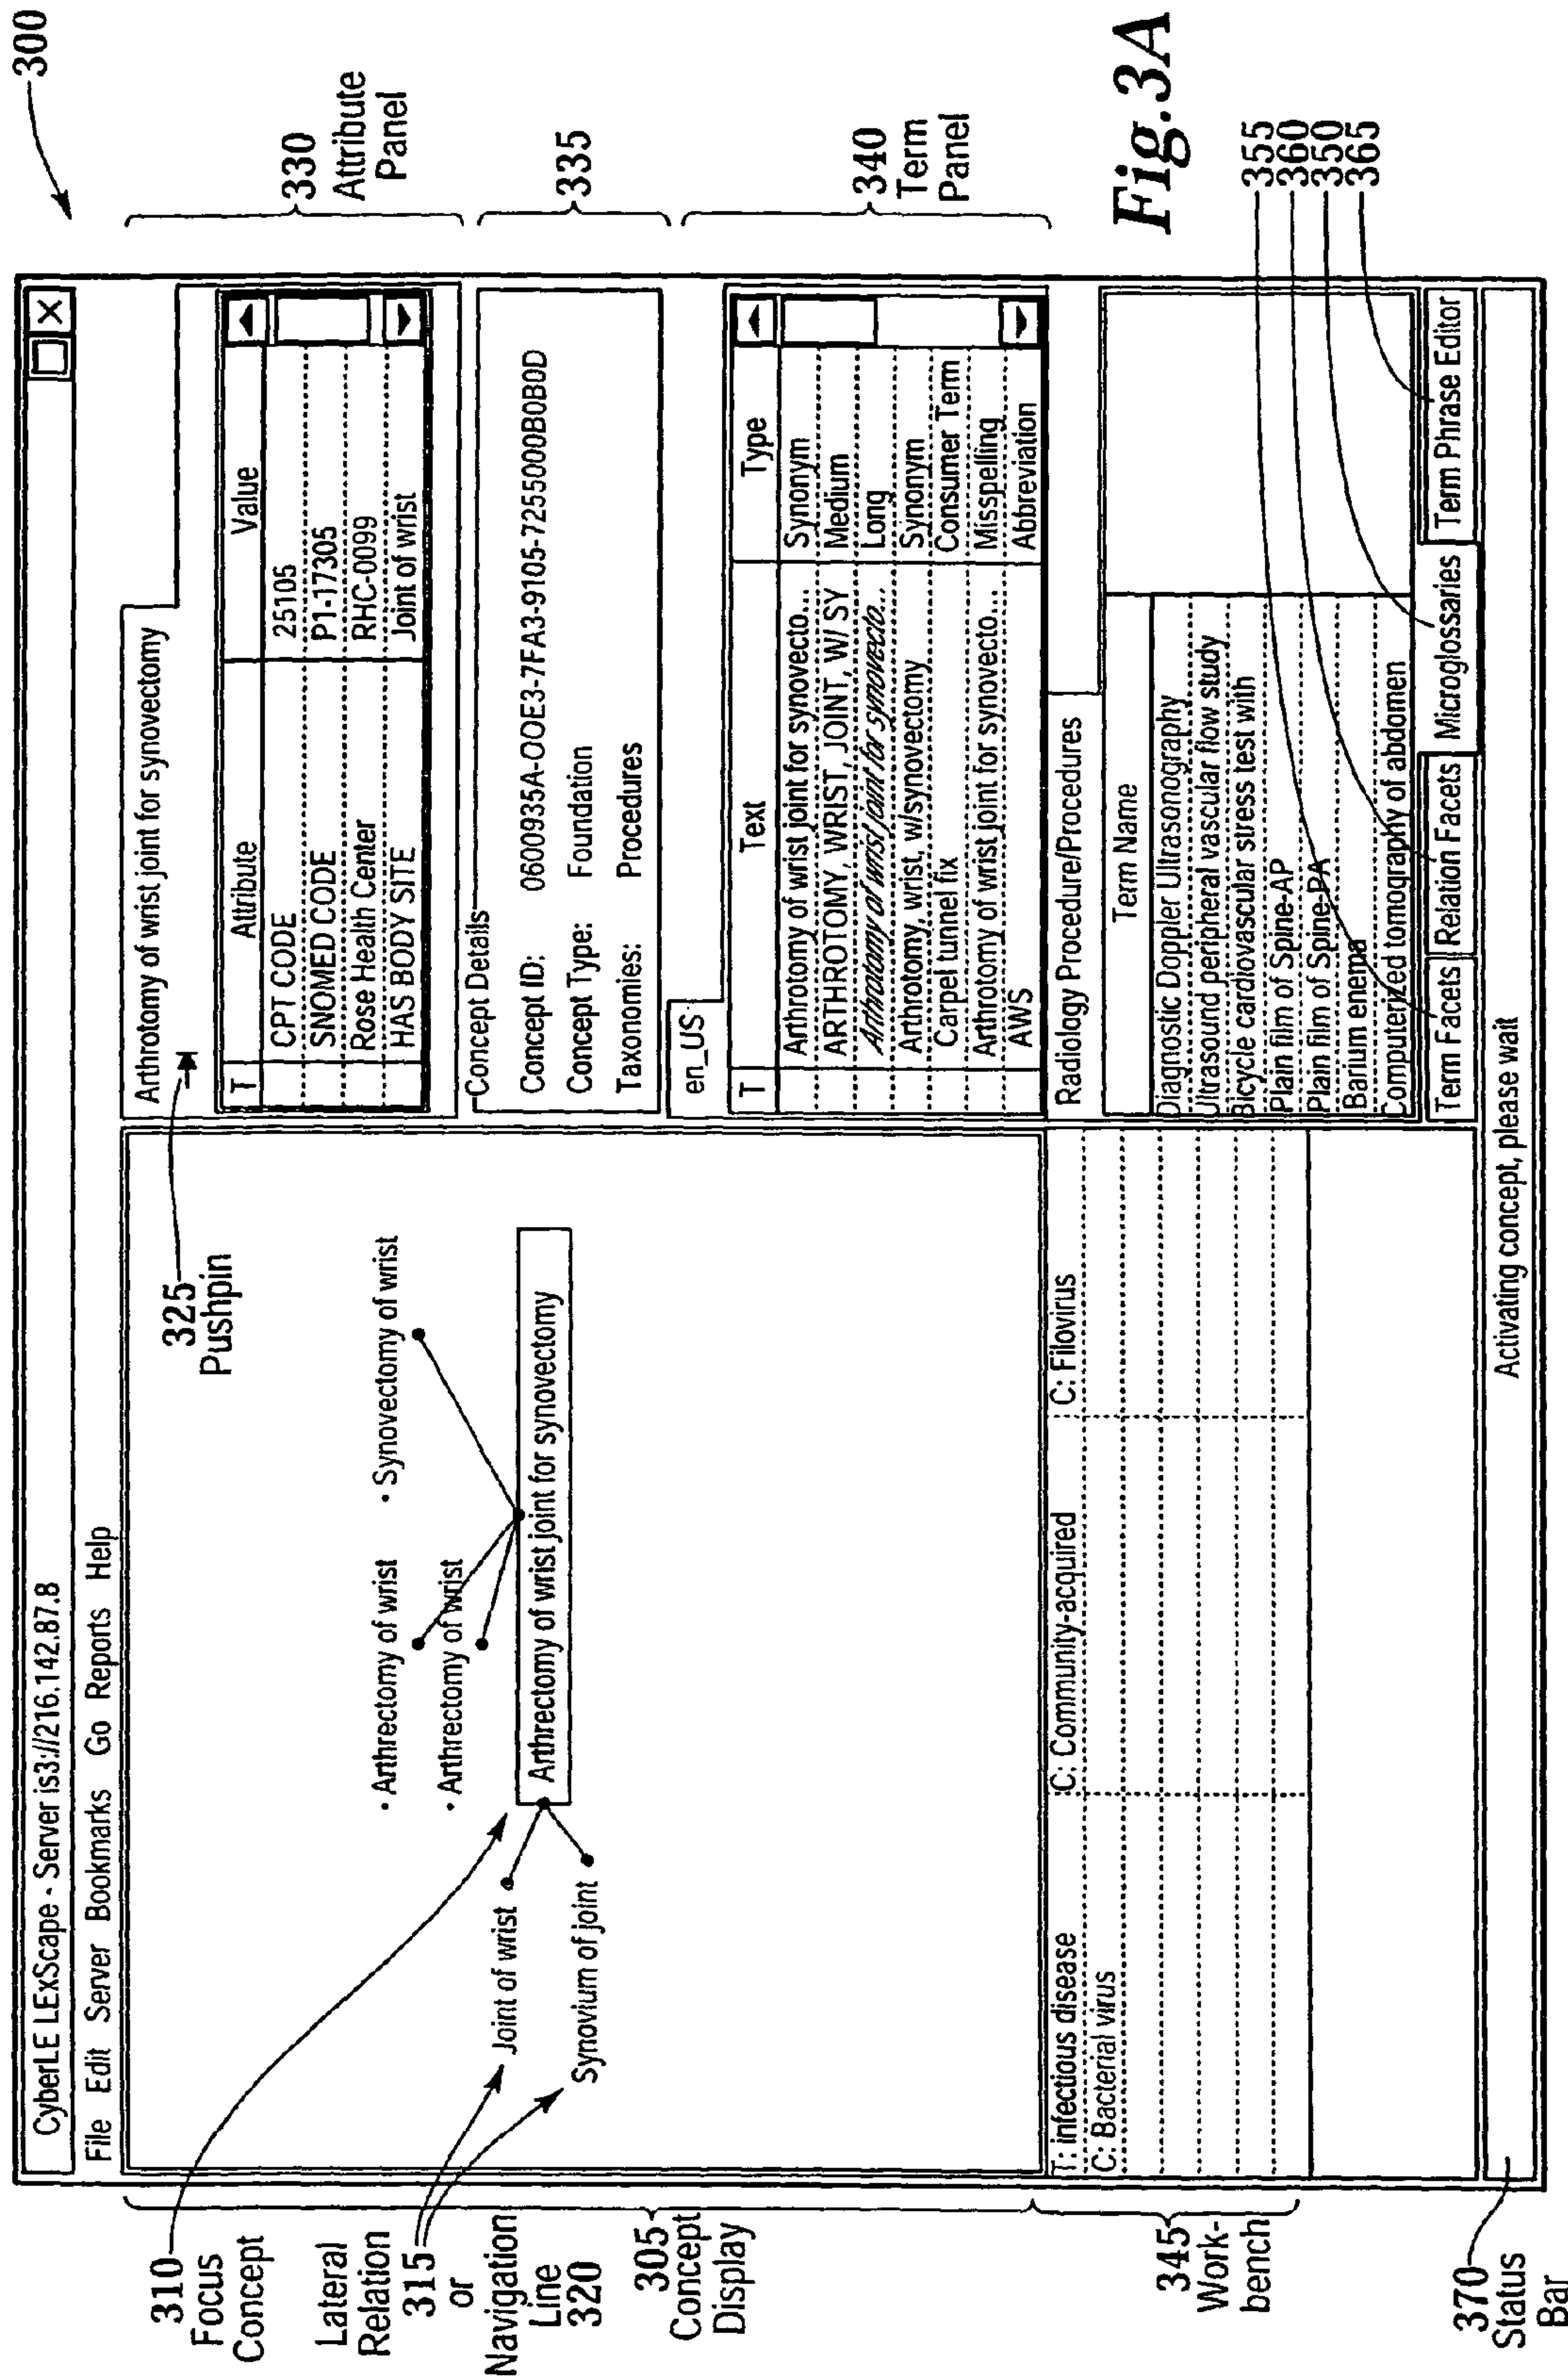 300
CyberLE LExScape - Server is3://216.142.87.8
File Edit Server Bookmarks Go Reports Help
310
Focus
Concept
Lateral
Relation
315
or
Navigation
Line
320
305
Concept
Display
345
Work-
bench
370
Status
Bar
325
Pushpin
• Arthrectomy of wrist
• Synovectomy of wrist
• Arthrectomy of wrist
Joint of wrist
Arthrectomy of wrist joint for synovectomy
Synovium of joint
T: infectious disease
C: Community-acquired
C: Filovirus
C: Bacterial virus
Arthrotomy of wrist joint for synovectomy
T Attribute Value
CPT CODE 25105
SNOMED CODE P1-17305
Rose Health Center RHC-0099
HAS BODY SITE Joint of wrist
Concept Details
Concept ID: 0600935A-OOE3-7FA3-9105-7255000B0B0D
Concept Type: Foundation
Taxonomies: Procedures
en_US
T Text Type
Arthrotomy of wrist joint for synovecto... Synonym
ARTHROTOMY, WRIST, JOINT, W/ SY Medium
Arthrotomy of wrist joint for synovecto... Long
Arthrotomy, wrist, w/synovectomy Synonym
Carpel tunnel fix Consumer Term
Arthrotomy of wrist joint for synovecto... Misspelling
AWS Abbreviation
Radiology Procedure/Procedures
Term Name
Diagnostic Doppler Ultrasonography
Ultrasound peripheral vascular flow study
Bicycle cardiovascular stress test with
Plain film of Spine-AP
Plain film of Spine-PA
Barium enema
Computerized tomography of abdomen
Term Facets Relation Facets Microglossaries Term Phrase Editor
Activating concept, please wait
330
Attribute
Panel
335
340
Term
Panel
Fig.3A
355
360
350
365